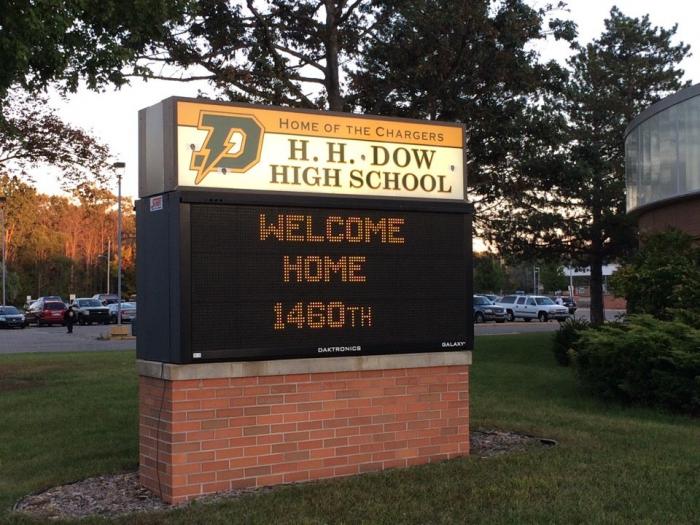 D
HOME OF THE CHARGERS
H. H. DOW
HIGH SCHOOL
WELCOME
HOME
1460TH
DAKTRONICS
GALAXY